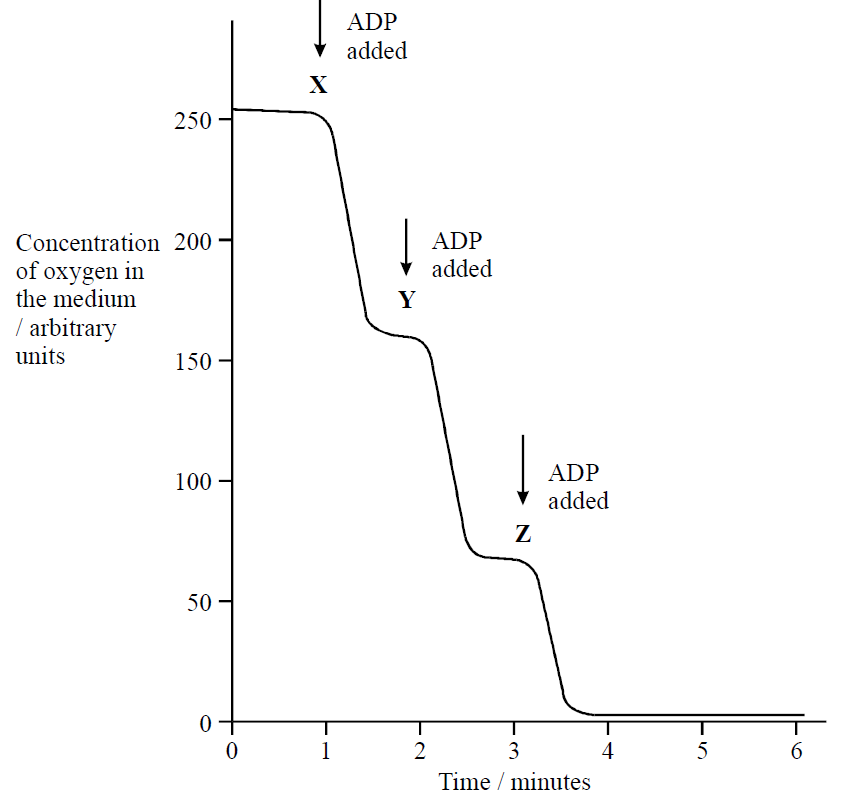 ADP
added
X
250
Concentration
of oxygen in
the medium
/ arbitrary
units
200
ADP
added
Y
150
100
ADP
added
Z
50
0
0 1 2 3 4 5 6
Time / minutes